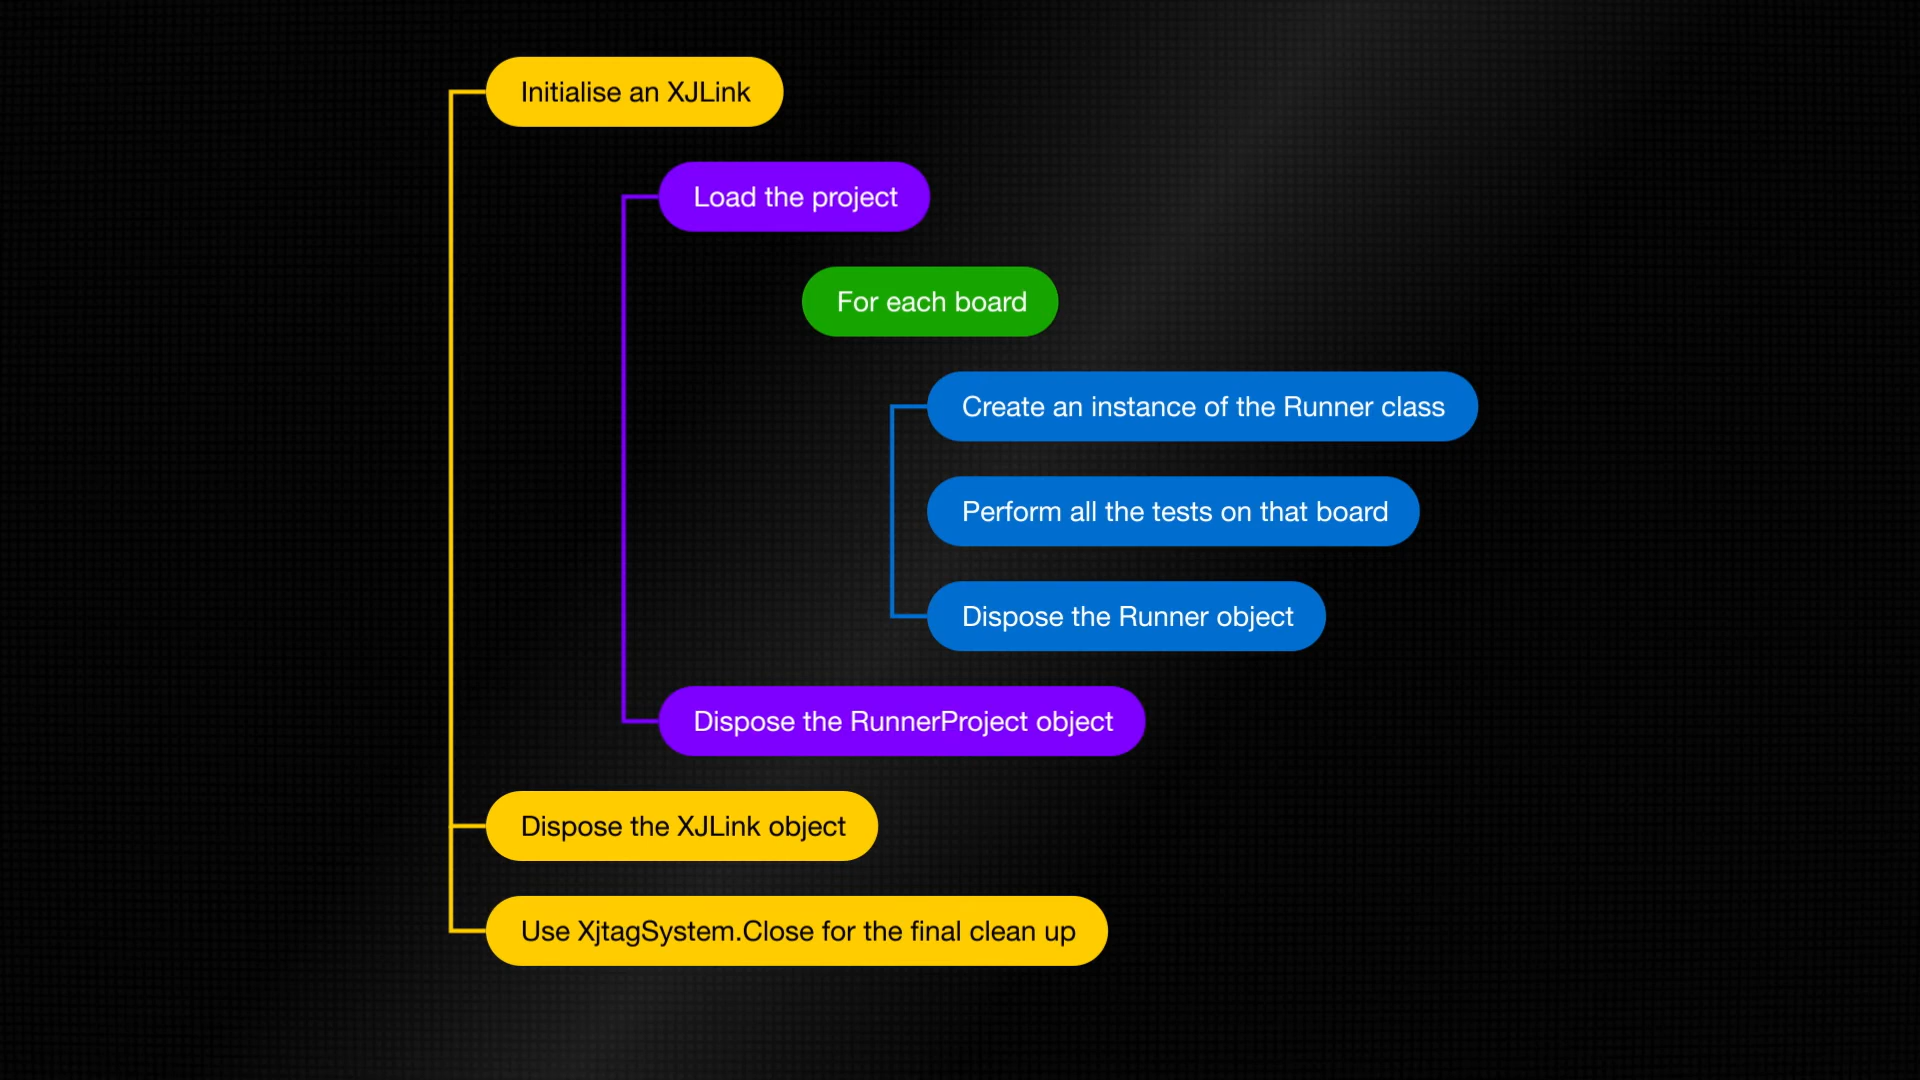 Initialise an XJLink
Load the project
For each board
Create an instance of the Runner class
Perform all the tests on that board
Dispose the Runner object
Dispose the RunnerProject object
Dispose the XJLink object
Use XjtagSystem.Close for the final clean up